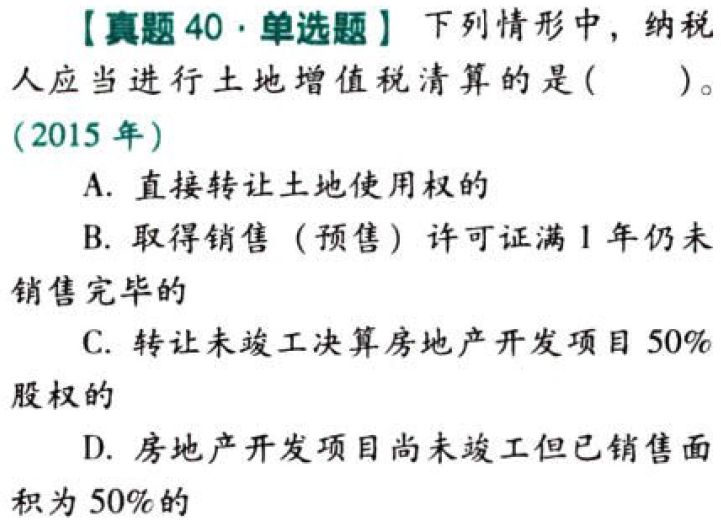 【真题 40·单选题】 下列情形中，纳税
人应当进行土地增值税清算的是(  )。
(2015 年)
A. 直接转让土地使用权的
B. 取得销售（预售）许可证满 1 年仍未
销售完毕的
C. 转让未竣工决算房地产开发项目 50%
股权的
D. 房地产开发项目尚未竣工但已销售面
积为 50%的